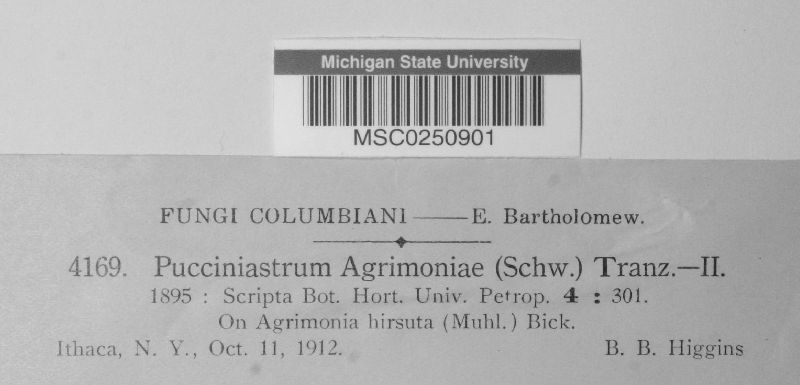 Michigan State University
MSC0250901
FUNGI COLUMBIANI — E. Bartholomew.
4169. Pucciniastrum Agrimoniae (Schw.) Tranz.—II.
1895 : Scripta Bot. Hort. Univ. Petrop. 4 : 301.
On Agrimonia hirsuta (Muhl.) Bick.
Ithaca, N. Y., Oct. 11, 1912. B. B. Higgins